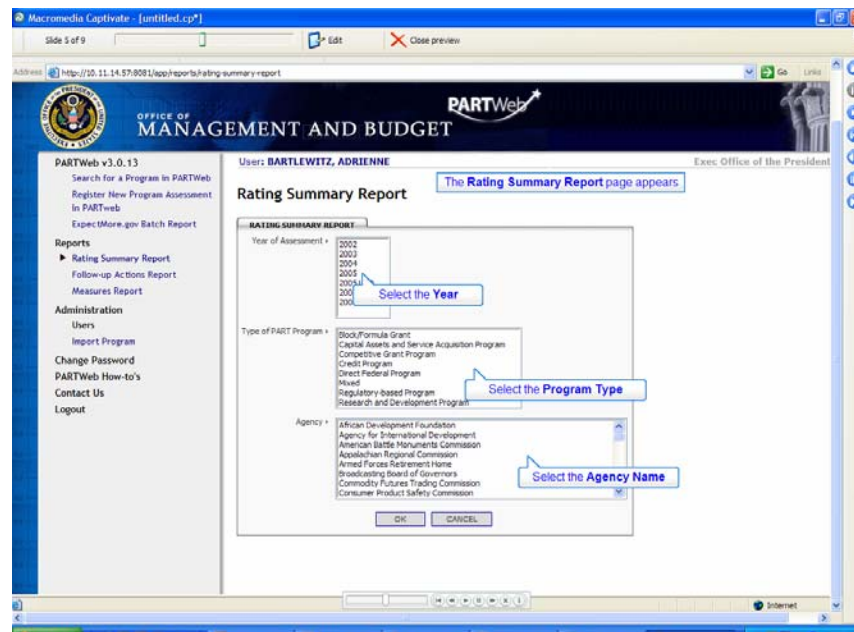 Macromedia Captivate - [untitled.cp*]
Slide 5 of 9
Edit
Close preview
Address
http://10.11.14.57:8081/app/reports/rating-summary-report
Go
Links
OFFICE OF
MANAGEMENT AND BUDGET
PARTWeb
PARTWeb v3.0.13
Search for a Program in PARTWeb
Register New Program Assessment
in PARTweb
ExpectMore.gov Batch Report
Reports
Rating Summary Report
Follow-up Actions Report
Measures Report
Administration
Users
Import Program
Change Password
PARTWeb How-to's
Contact Us
Logout
User: BARTLEWITZ, ADRIENNE
Exec Office of the President
Rating Summary Report
The Rating Summary Report page appears
RATING SUMMARY REPORT
Year of Assessment
2002
2003
2004
2005
Select the Year
Type of PART Program
Block/Formula Grant
Capital Assets and Service Acquisition Program
Competitive Grant Program
Credit Program
Direct Federal Program
Mixed
Regulatory-based Program
Research and Development Program
Select the Program Type
Agency
African Development Foundation
Agency for International Development
American Battle Monuments Commission
Appalachian Regional Commission
Armed Forces Retirement Home
Broadcasting Board of Governors
Commodity Futures Trading Commission
Consumer Product Safety Commission
Select the Agency Name
OK
CANCEL
Internet